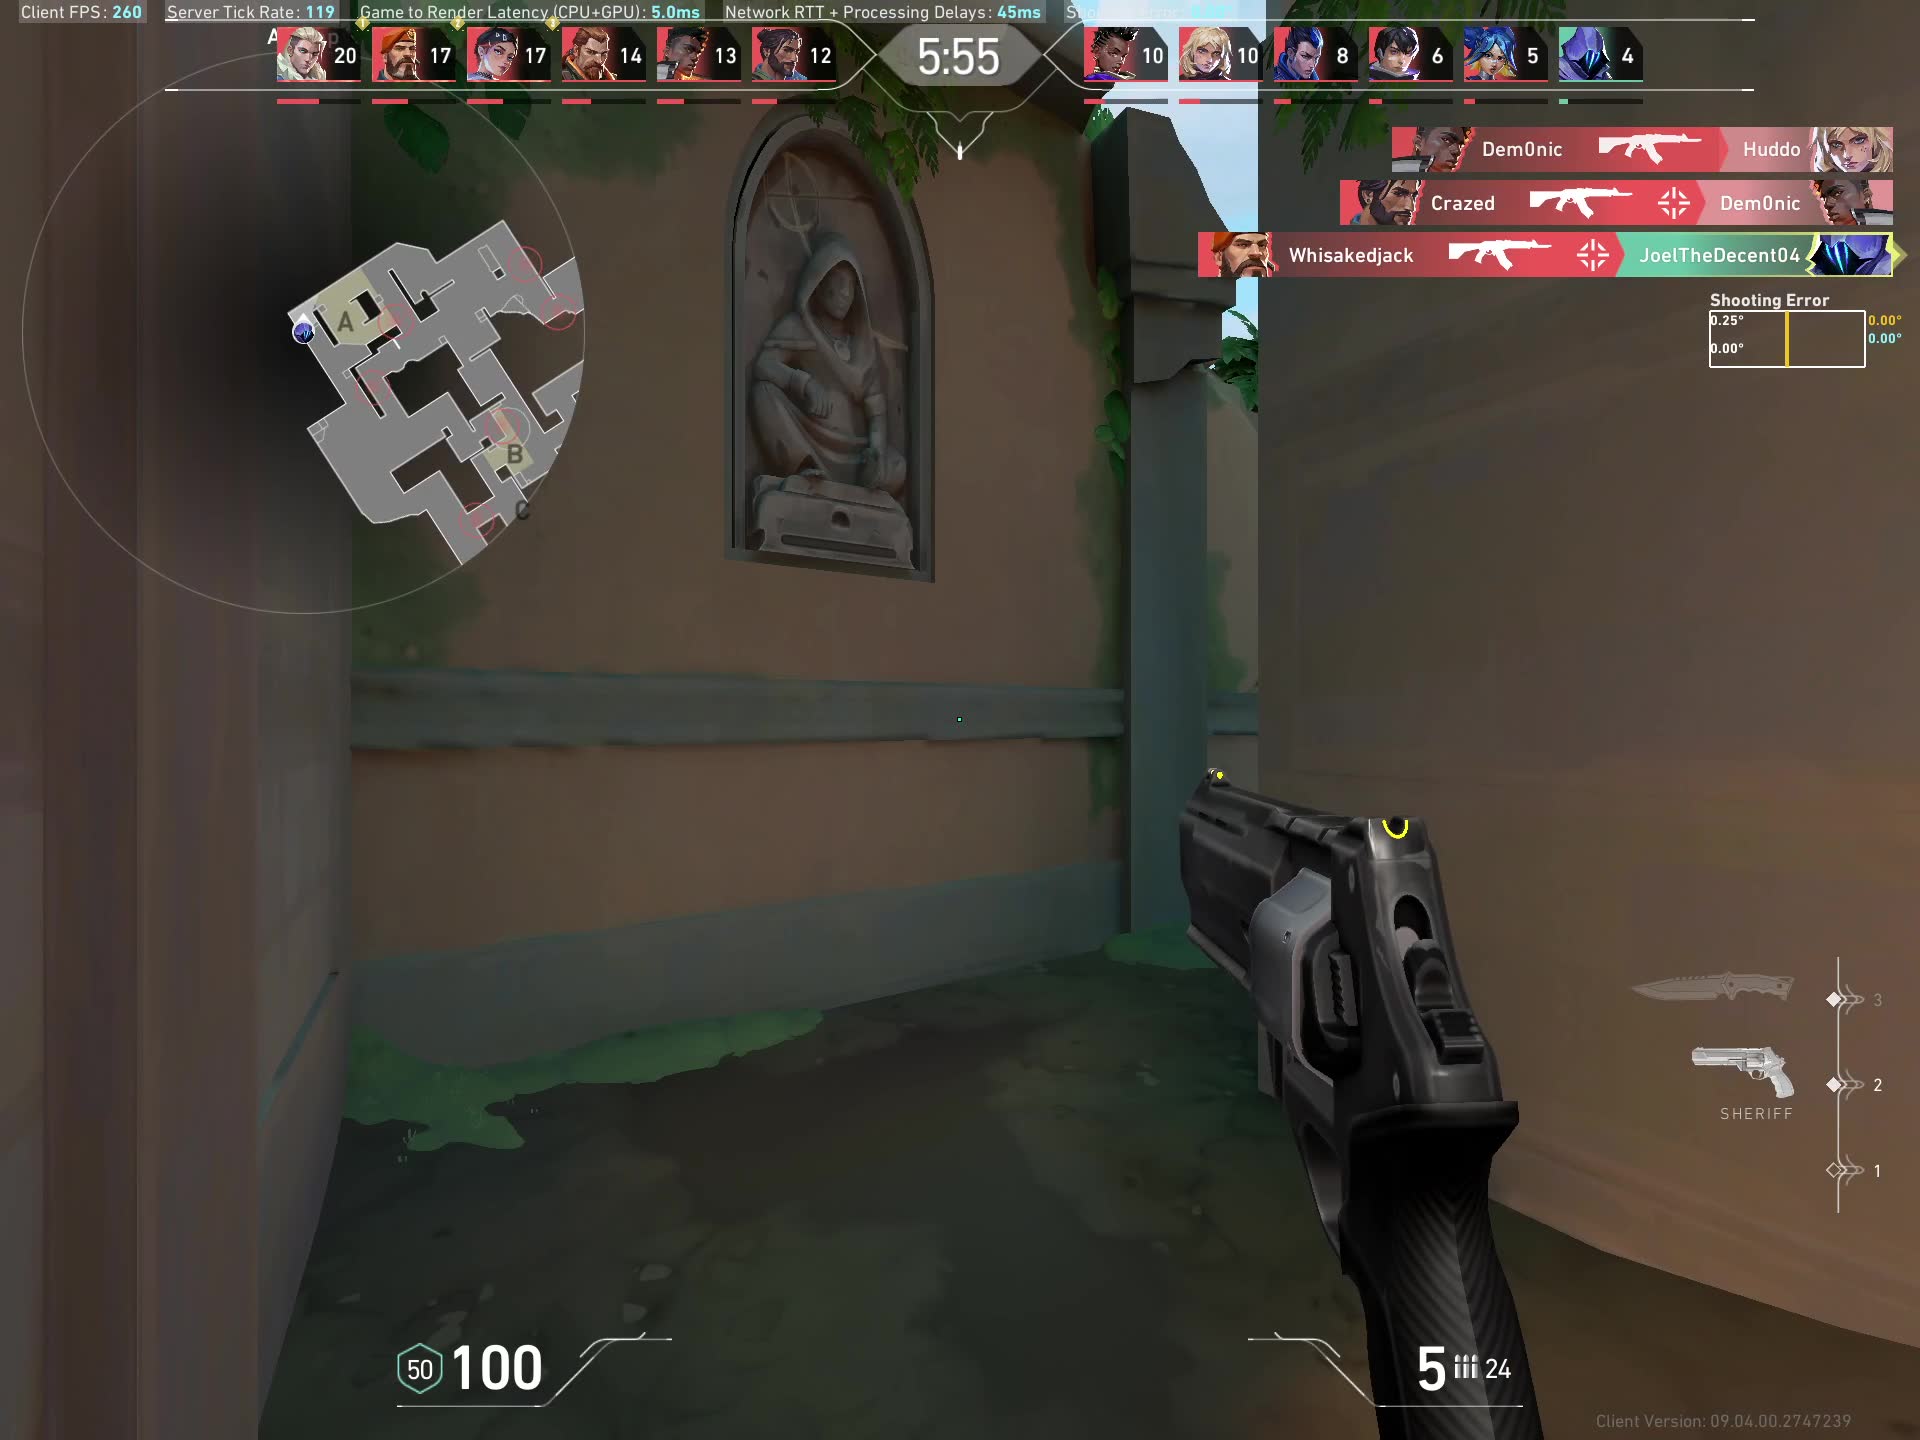 Client FPS: 260 Server Tick Rate: 119 Game to Render Latency (CPU+GPU): 5.0ms Network RTT + Processing Delays: 45ms
20 17 17 14 13 12 5:55 10 10 8 6 5 4
Dem0nic Huddo
Crazed Dem0nic
Whisakedjack JoelTheDecent04
Shooting Error
0.25° 0.00°
0.00° 0.00°
A
B
C
3
2
SHERIFF
1
50 100
5 24
Client Version: 09.04.00.2747239